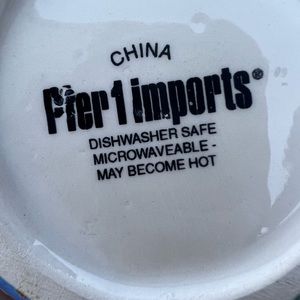 CHINA
Pier 1 imports®
DISHWASHER SAFE
MICROWAVEABLE -
MAY BECOME HOT